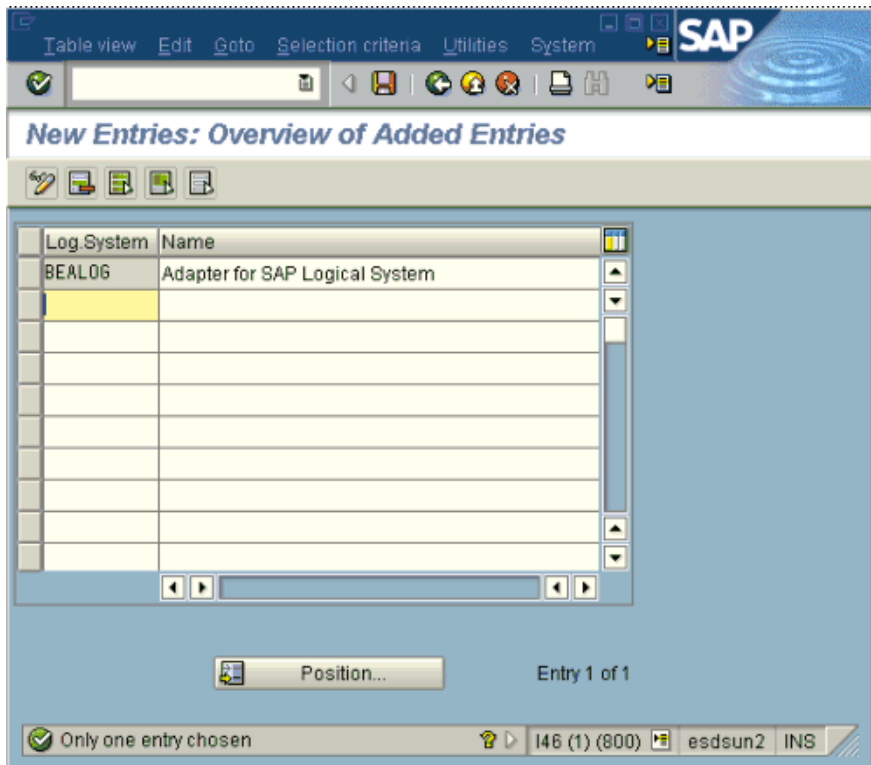 Table view Edit Goto Selection criteria Utilities System
SAP
New Entries: Overview of Added Entries
Log.System Name
BEALOG Adapter for SAP Logical System
Position... Entry 1 of 1
Only one entry chosen I46 (1) (800) esdsun2 INS